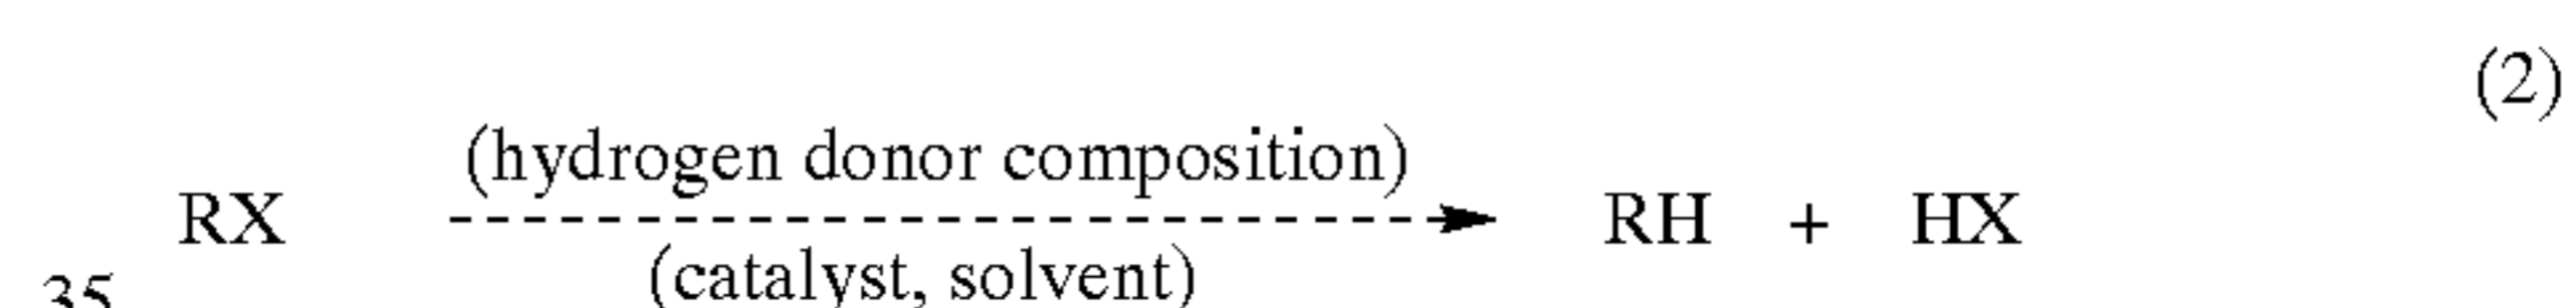 (2)
(hydrogen donor composition)
RX RH + HX
(catalyst, solvent)
35